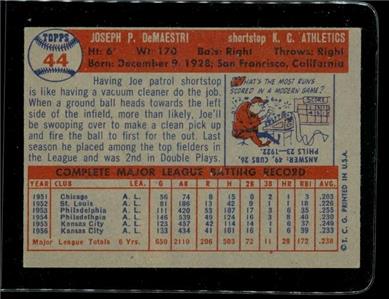 TOPPS
44
JOSEPH P. DeMAESTRI shortstop K. C. ATHLETICS
Ht: 6' Wt: 170 Bats: Right Throws: Right
Born: December 9, 1928; San Francisco, California
Having Joe patrol shortstop
is like having a vacuum cleaner do the job.
When a ground ball heads towards the left
side of the infield, more than likely, Joe'll
be swooping over to make a clean pick up
and fire the ball to first for the out. Last
season he placed among the top fielders in
the League and was 2nd in Double Plays.
WHAT'S THE MOST RUNS
SCORED IN A MODERN GAME?
SCORE
ANSWER: 49, CUBS 26
PHILS 23 - 1922
COMPLETE MAJOR LEAGUE BATTING RECORD
YEAR CLUB LEAGUE G AB R H 2B 3B HR RBI AVG.
1951 Chicago A. L. 56 74 8 15
1952 St. Louis A. L. 81
1953 Philadelphia A. L.
1954 Philadelphia A. L.
1955 Kansas City A. L.
1956 Kansas City A. L.
Major League Totals 6 Yrs.
© T. C. G. PRINTED IN U.S.A.